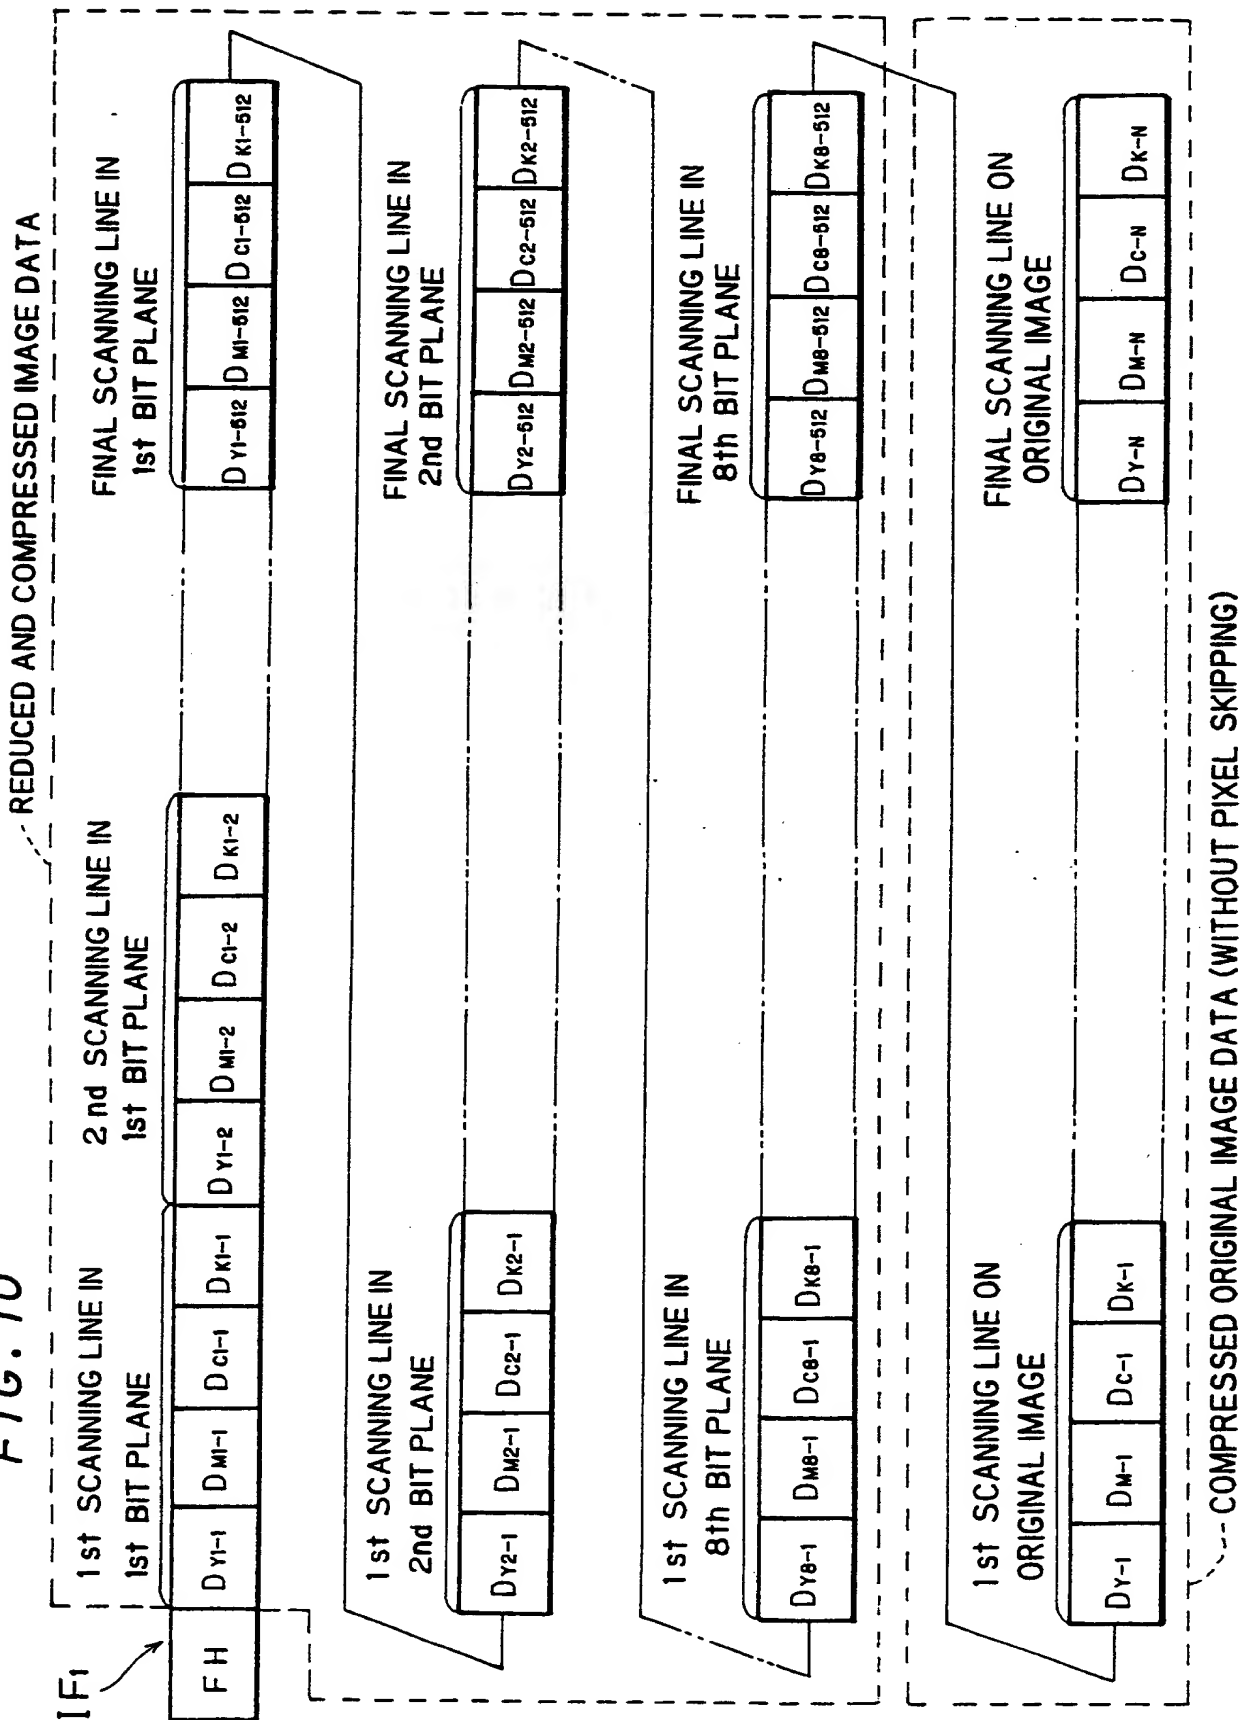 FIG. 10
IF1
REDUCED AND COMPRESSED IMAGE DATA
1st SCANNING LINE IN
1st BIT PLANE
2nd SCANNING LINE IN
1st BIT PLANE
FINAL SCANNING LINE IN
1st BIT PLANE
FH DY1-1 DM1-1 DC1-1 DK1-1 DY1-2 DM1-2 DC1-2 DK1-2 DY1-512 DM1-512 DC1-512 DK1-512
1st SCANNING LINE IN
2nd BIT PLANE
FINAL SCANNING LINE IN
2nd BIT PLANE
DY2-1 DM2-1 DC2-1 DK2-1 DY2-512 DM2-512 DC2-512 DK2-512
1st SCANNING LINE IN
8th BIT PLANE
FINAL SCANNING LINE IN
8th BIT PLANE
DY8-1 DM8-1 DC8-1 DK8-1 DY8-512 DM8-512 DC8-512 DK8-512
1st SCANNING LINE ON
ORIGINAL IMAGE
FINAL SCANNING LINE ON
ORIGINAL IMAGE
DY-1 DM-1 DC-1 DK-1 DY-N DM-N DC-N DK-N
COMPRESSED ORIGINAL IMAGE DATA (WITHOUT PIXEL SKIPPING)